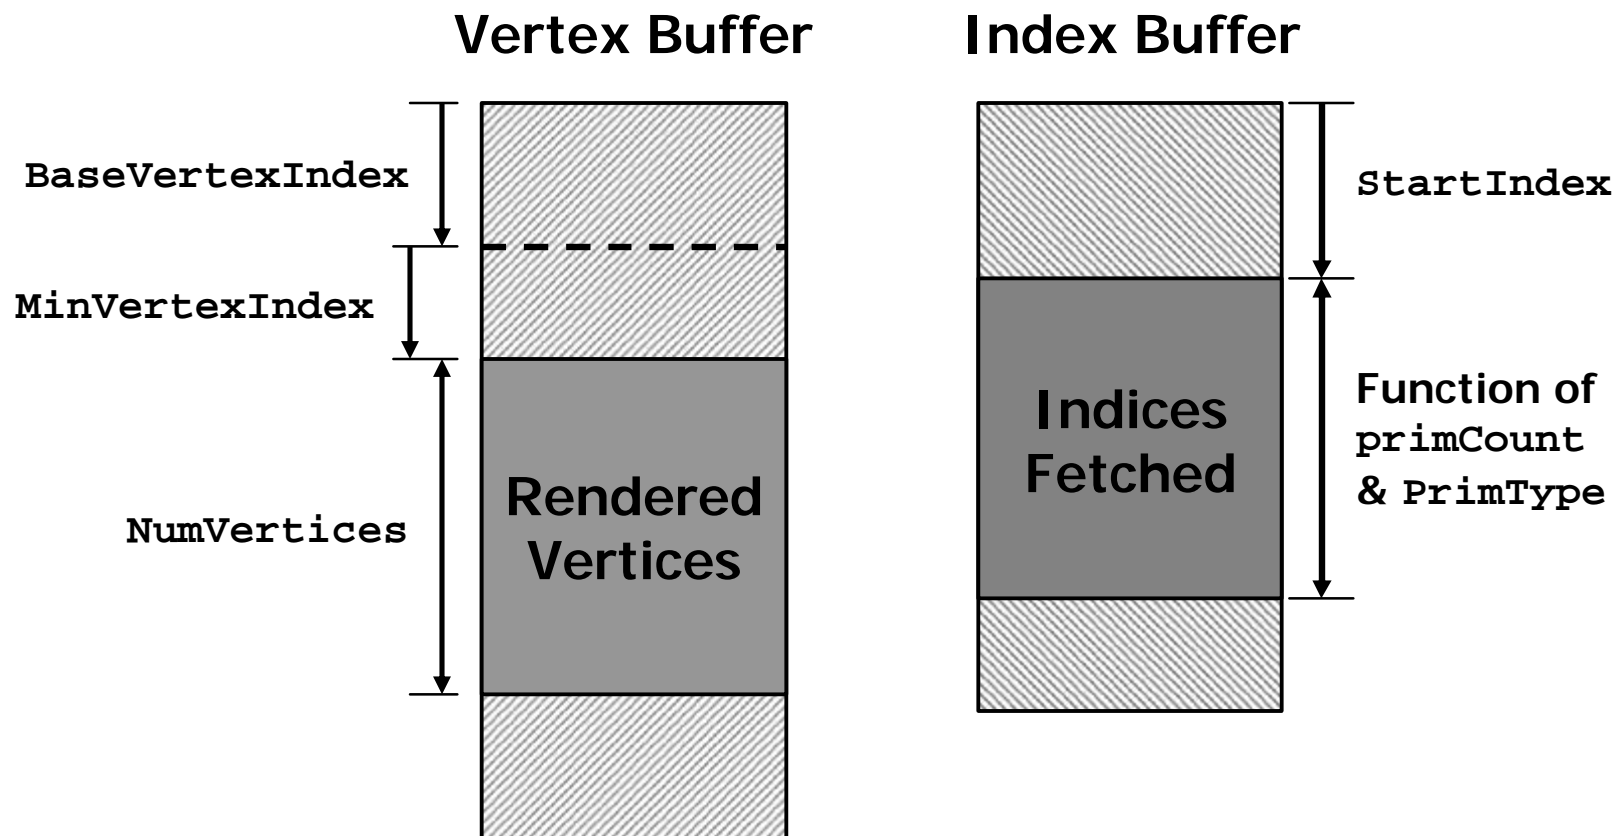 Vertex Buffer
Index Buffer
BaseVertexIndex
MinVertexIndex
NumVertices
Rendered
Vertices
StartIndex
Indices
Fetched
Function of
primCount
& PrimType